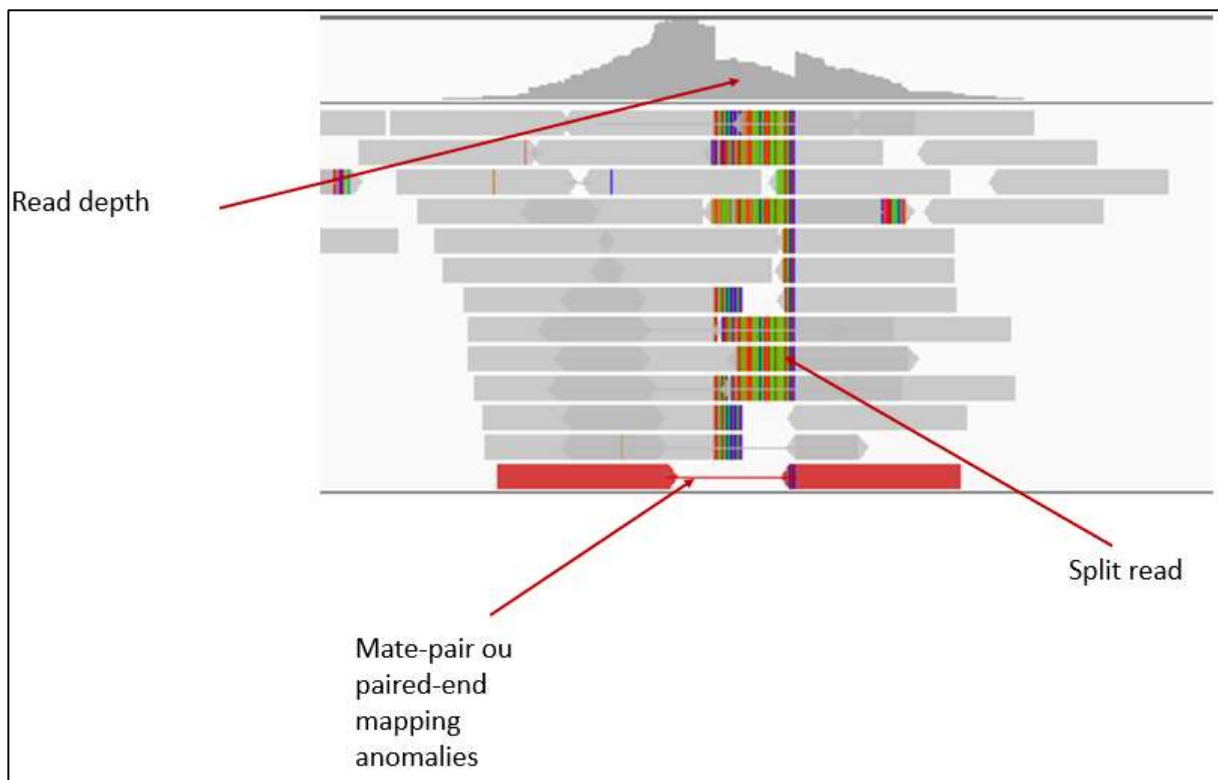 Read depth
Split read
Mate-pair ou
paired-end
mapping
anomalies